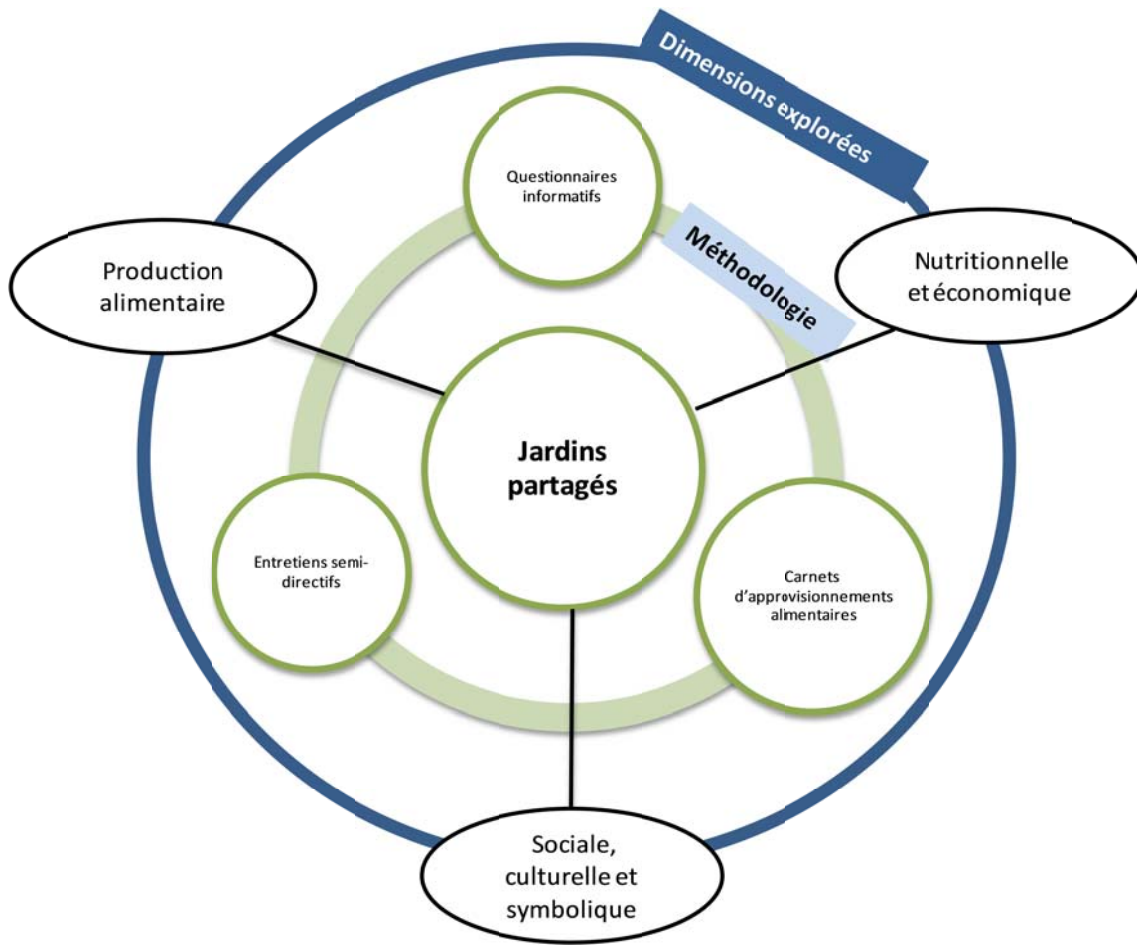 Dimensions explorées
Questionnaires
informatifs
Méthodologie
Production
alimentaire
Nutritionnelle
et économique
Jardins
partagés
Entretiens semi-
directifs
Carnets
d'approvisionnements
alimentaires
Sociale,
culturelle et
symbolique